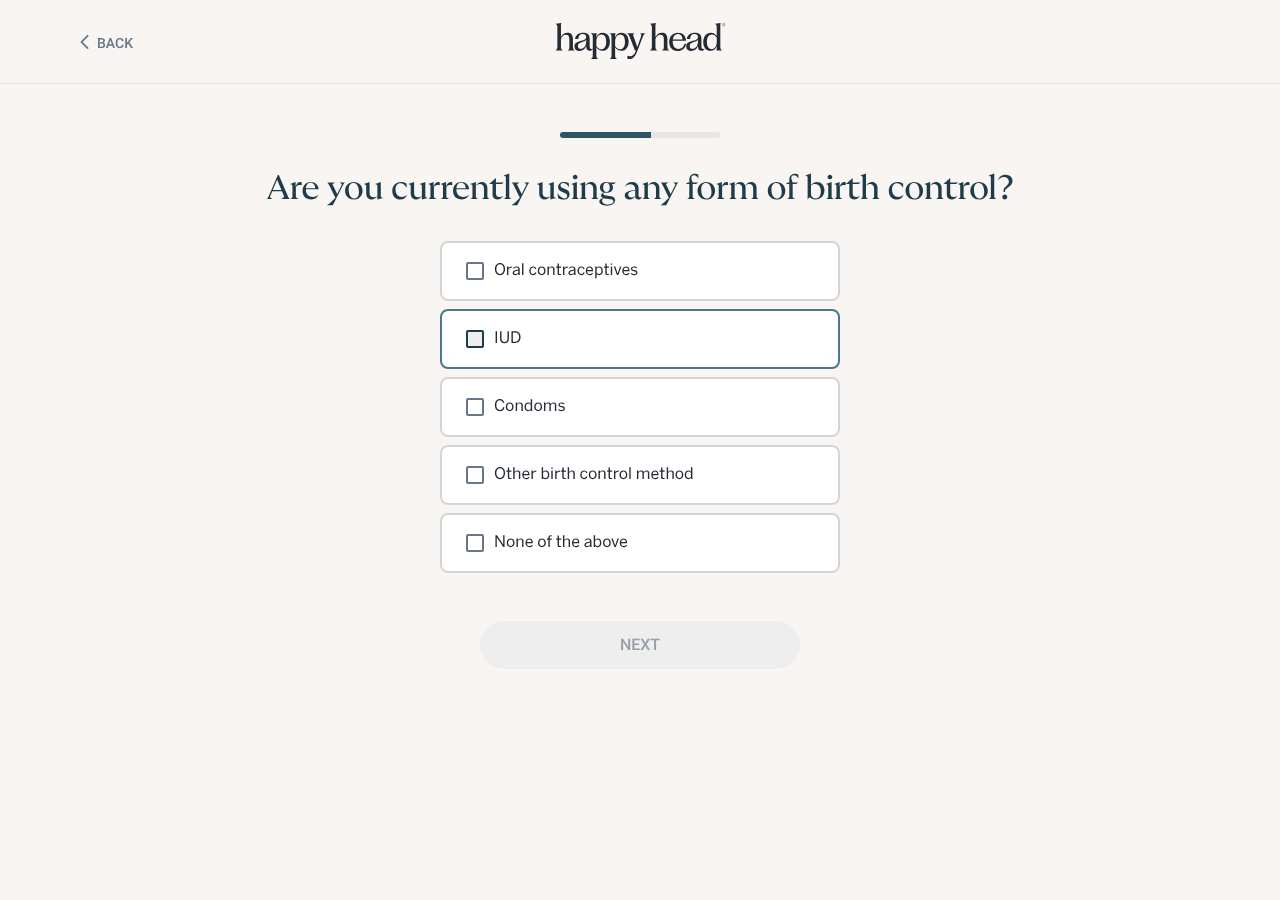 BACK
happy head
Are you currently using any form of birth control?
Oral contraceptives
IUD
Condoms
Other birth control method
None of the above
NEXT